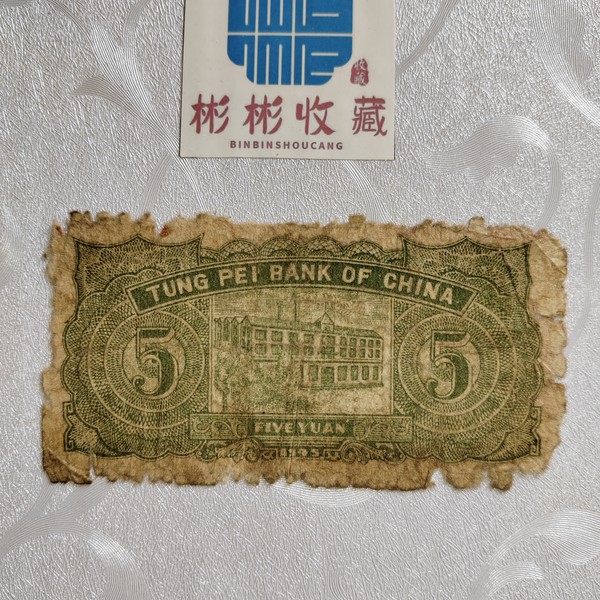 彬彬收藏
BINBINSHOUCANG
TUNG PEI BANK OF CHINA
5 5
FIVE YUAN